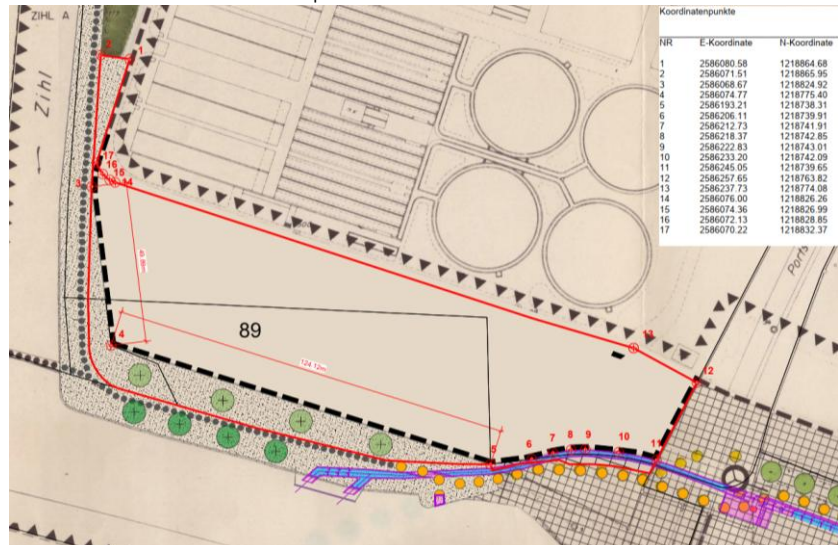 Koordinatenpunkte
NR E-Koordinate N-Koordinate
1 2586080.58 1218864.68
2 2586071.51 1218865.95
3 2586068.67 1218824.92
4 2586074.77 1218775.40
5 2586193.21 1218738.31
6 2586206.11 1218739.91
7 2586212.73 1218741.91
8 2586218.37 1218742.85
9 2586222.83 1218743.01
10 2586233.20 1218742.09
11 2586245.05 1218739.65
12 2586257.65 1218763.82
13 2586237.73 1218774.08
14 2586076.00 1218826.26
15 2586074.36 1218826.99
16 2586072.13 1218828.85
17 2586070.22 1218832.37
ZIHL A
Zihl
2
1
17
16
15
14
3
4
89
124.12m
13
12
5
6
7
8
9
10
11